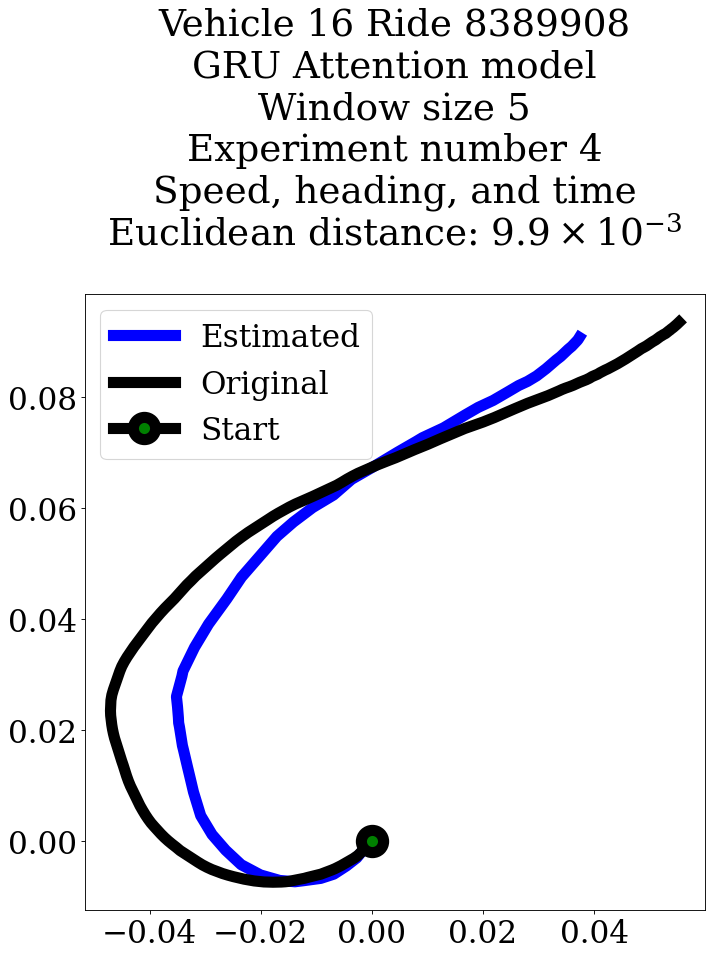 Vehicle 16 Ride 8389908
GRU Attention model
Window size 5
Experiment number 4
Speed, heading, and time
Euclidean distance: 9.9 × 10⁻³
Estimated
Original
Start
0.08
0.06
0.04
0.02
0.00
−0.04 −0.02 0.00 0.02 0.04